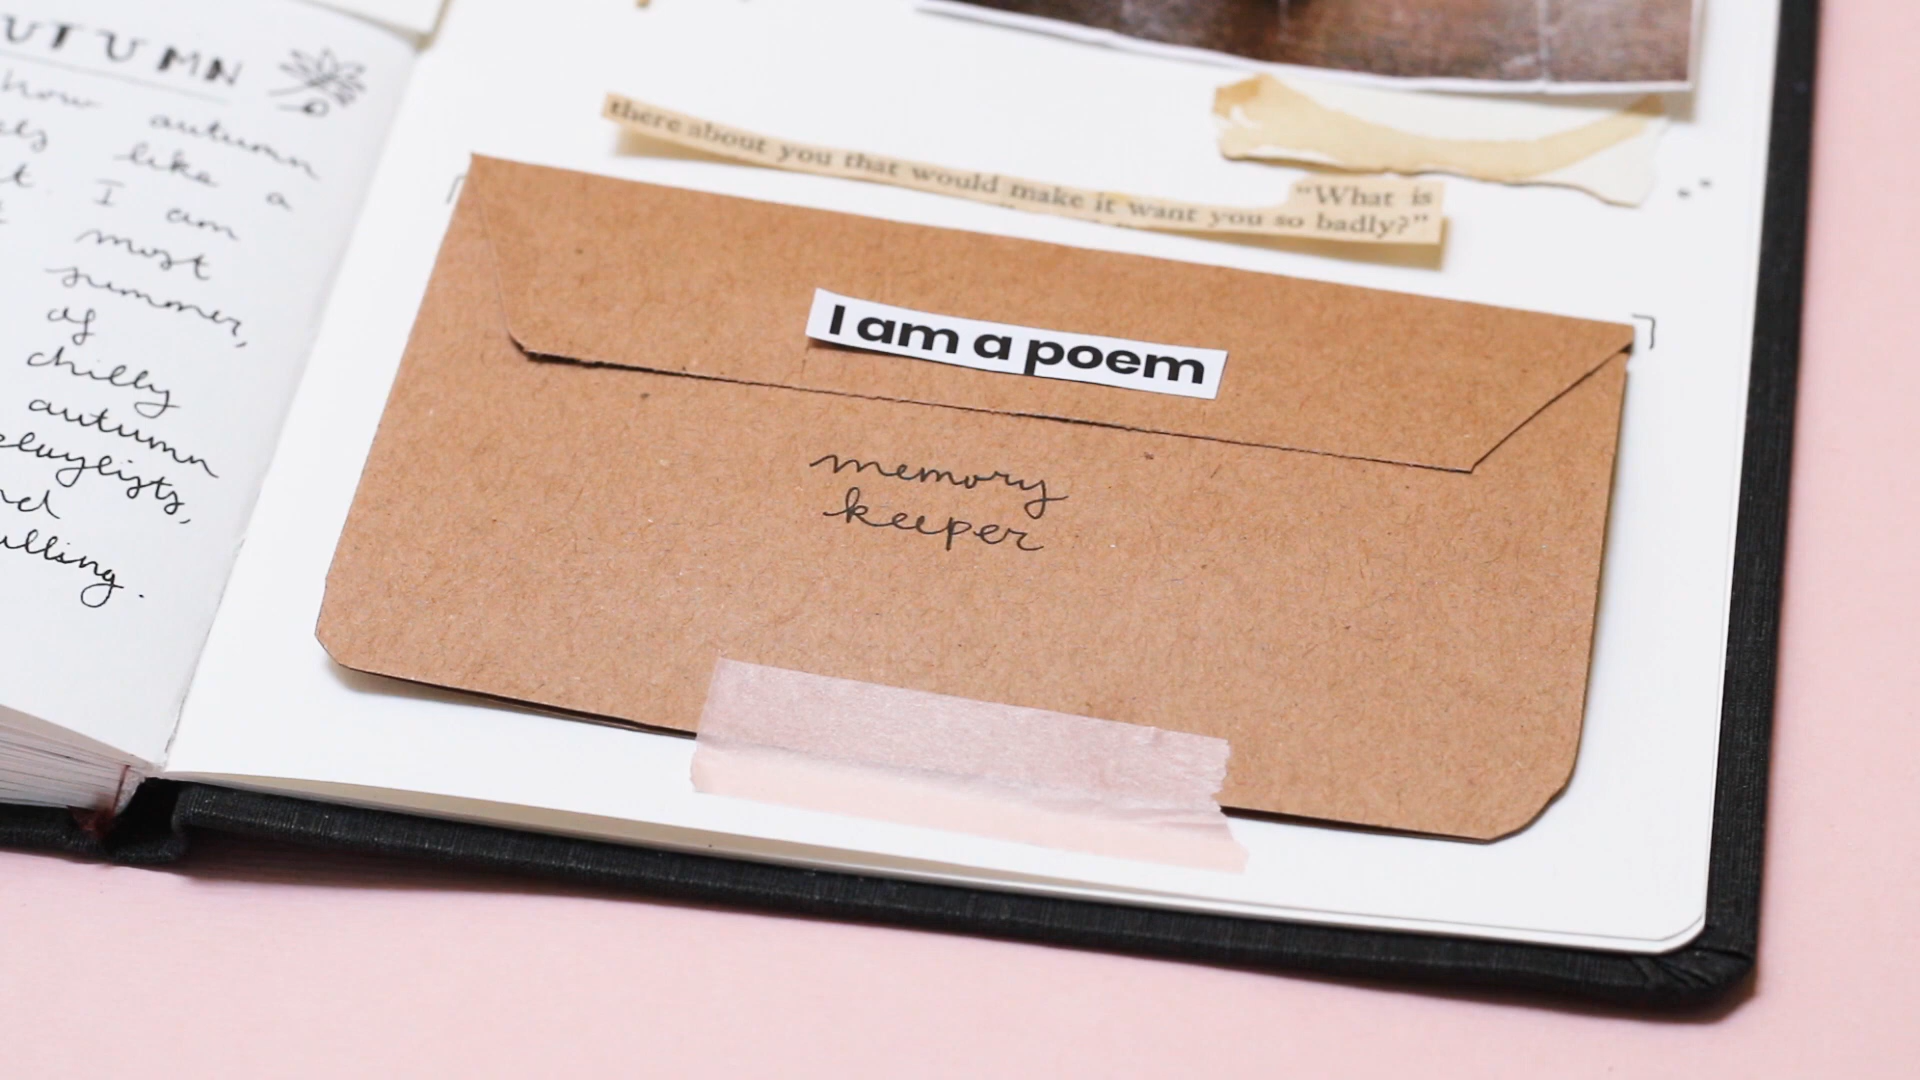 UTUMN
how autumn
like a
t. I am
most
summer,
of
chilly
autumn
playlists,
nd
ulling.
"What is
there about you that would make it want you so badly?"
I am a poem
memory
keeper